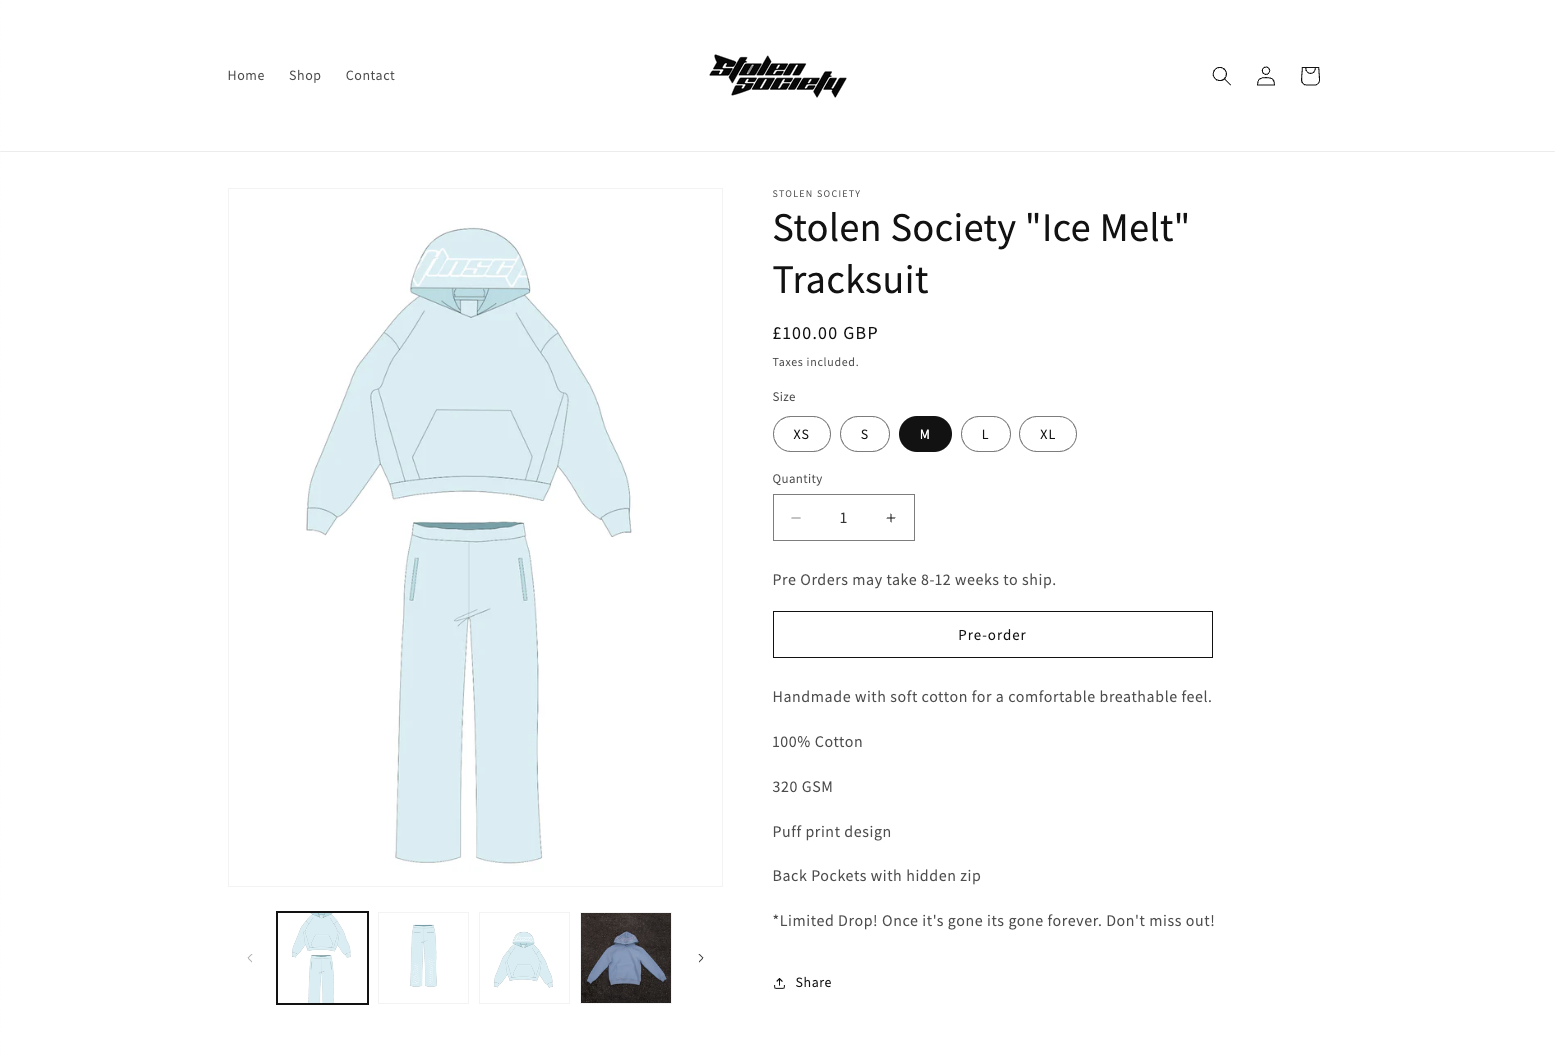 Home
Shop
Contact
Stolen
Society
STOLEN SOCIETY
Stolen Society "Ice Melt"
Tracksuit
£100.00 GBP
Taxes included.
Size
XS
S
M
L
XL
Quantity
1
Pre Orders may take 8-12 weeks to ship.
Pre-order
Handmade with soft cotton for a comfortable breathable feel.
100% Cotton
320 GSM
Puff print design
Back Pockets with hidden zip
*Limited Drop! Once it's gone its gone forever. Don't miss out!
Share